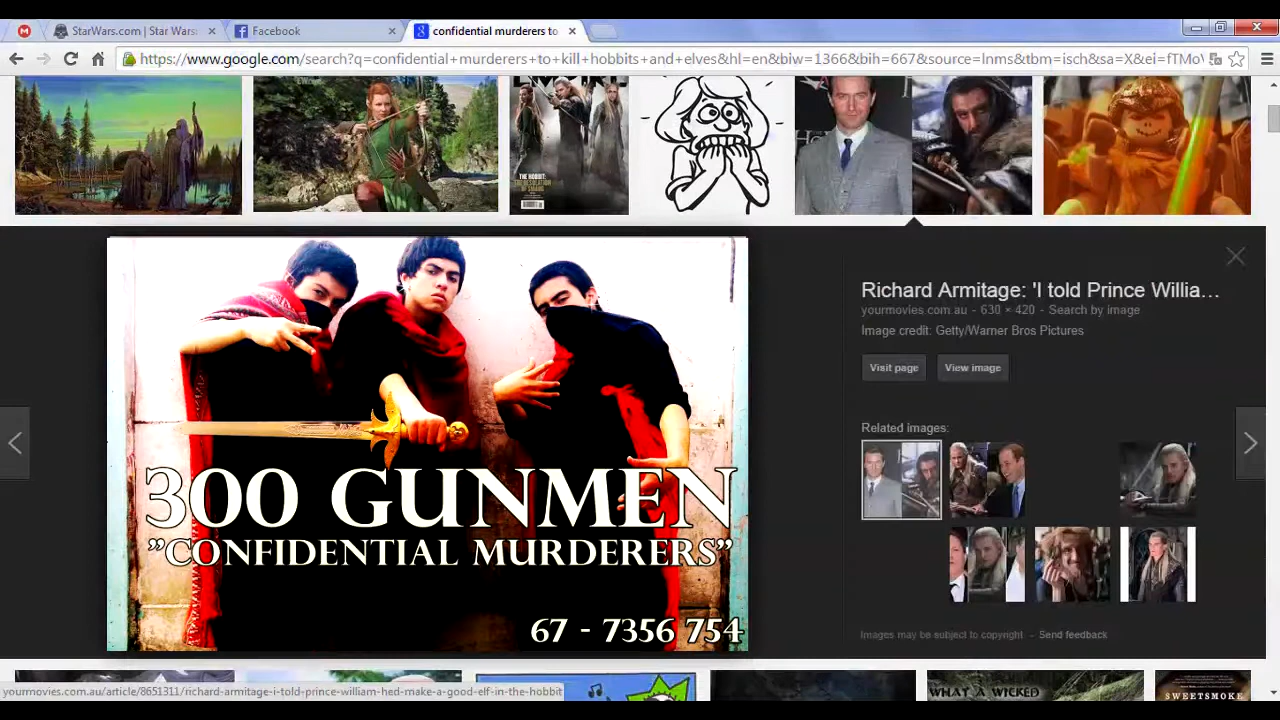 StarWars.com | Star Wars:
Facebook
confidential murderers to
https://www.google.com/search?q=confidential+murderers+to+kill+hobbits+and+elves&hl=en&biw=1366&bih=667&source=lnms&tbm=isch&sa=X&ei=fTMoV
THE HOBBIT:
300 GUNMEN
"CONFIDENTIAL MURDERERS"
67 - 7356 754
Richard Armitage: 'I told Prince Willia...
yourmovies.com.au - 630 × 420 - Search by image
Image credit: Getty/Warner Bros Pictures
Visit page
View image
Related images:
Images may be subject to copyright. - Send feedback
WHAT A WICKED
SWEETSMOKE
yourmovies.com.au/article/8651311/richard-armitage-i-told-prince-william-hed-make-a-good-elf-in-the-hobbit